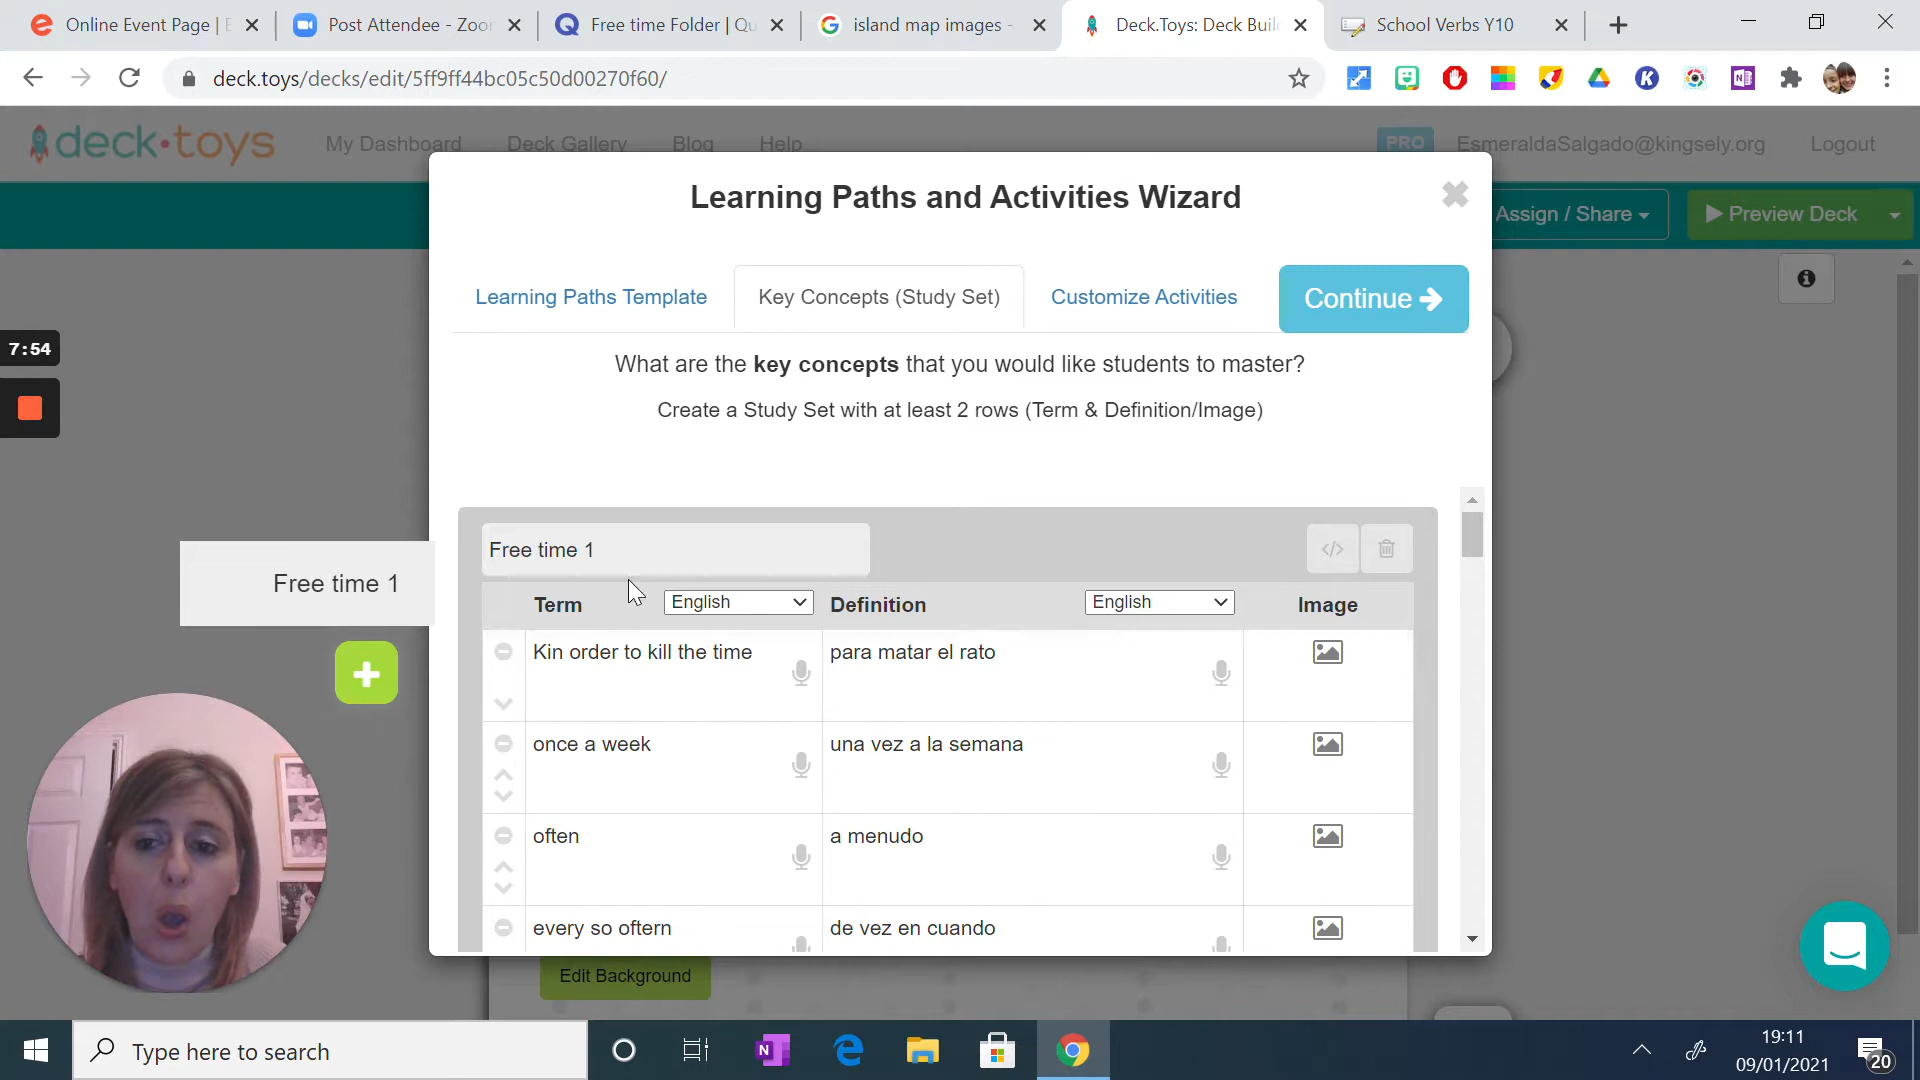 Online Event Page | E
Post Attendee - Zoo
Free time Folder | Qu
island map images -
Deck.Toys: Deck Buil
School Verbs Y10
deck.toys/decks/edit/5ff9ff44bc05c50d00270f60/
deck•toys
My Dashboard
Deck Gallery
Blog
Help
PRO
EsmeraldaSalgado@kingsely.org
Logout
Assign / Share
Preview Deck
Learning Paths and Activities Wizard
Learning Paths Template
Key Concepts (Study Set)
Customize Activities
Continue
What are the key concepts that you would like students to master?
Create a Study Set with at least 2 rows (Term & Definition/Image)
7:54
Free time 1
Free time 1
Term English Definition English Image
Kin order to kill the time para matar el rato
once a week una vez a la semana
often a menudo
every so oftern de vez en cuando
Edit Background
Type here to search
19:11
09/01/2021
20